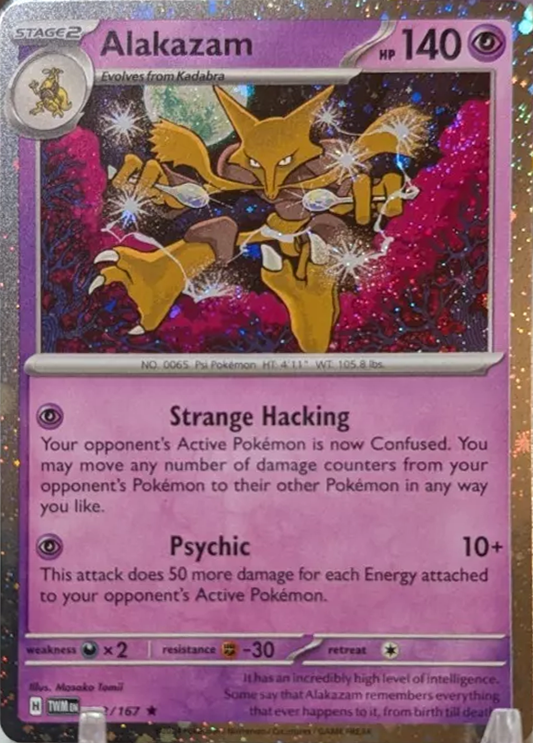 STAGE 2 Alakazam HP 140
Evolves from Kadabra
NO. 0065 Psi Pokémon HT: 4'11" WT: 105.8 lbs.
Strange Hacking
Your opponent's Active Pokémon is now Confused. You
may move any number of damage counters from your
opponent's Pokémon to their other Pokémon in any way
you like.
Psychic 10+
This attack does 50 more damage for each Energy attached
to your opponent's Active Pokémon.
weakness ×2 resistance -30 retreat
Illus. Masako Tomii
It has an incredibly high level of intelligence.
Some say that Alakazam remembers everything
that ever happens to it, from birth till death
H TWM EN 2/167 ★